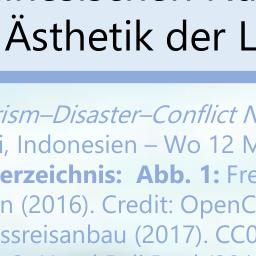 Ästhetik der L
rism–Disaster–Conflict N
i, Indonesien – Wo 12 M
erzeichnis: Abb. 1: Fre
n (2016). Credit: OpenC
ssreisanbau (2017). CC0